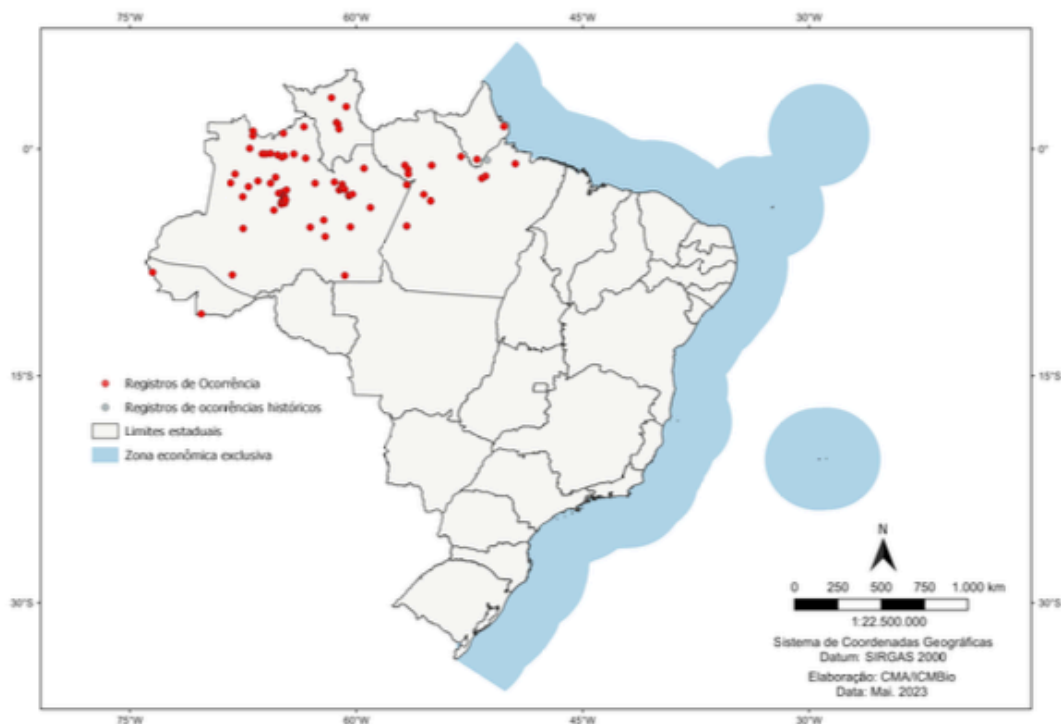 75°W 60°W 45°W 30°W
0° 0°
15°S 15°S
Registros de Ocorrência
Registros de ocorrências históricos
Limites estaduais
Zona econômica exclusiva
N
0 250 500 750 1.000 km
1:22.500.000
30°S 30°S
Sistema de Coordenadas Geográficas
Datum: SIRGAS 2000
Elaboração: CMA/ICMBio
Data: Mai. 2023
75°W 60°W 45°W 30°W